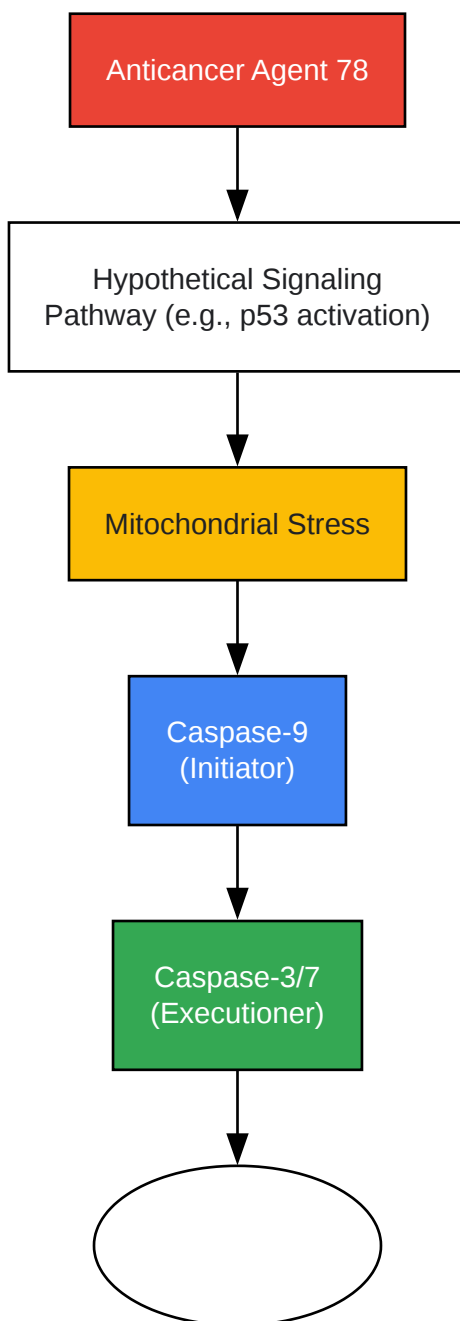 Anticancer Agent 78
Hypothetical Signaling
Pathway (e.g., p53 activation)
Mitochondrial Stress
Caspase-9
(Initiator)
Caspase-3/7
(Executioner)